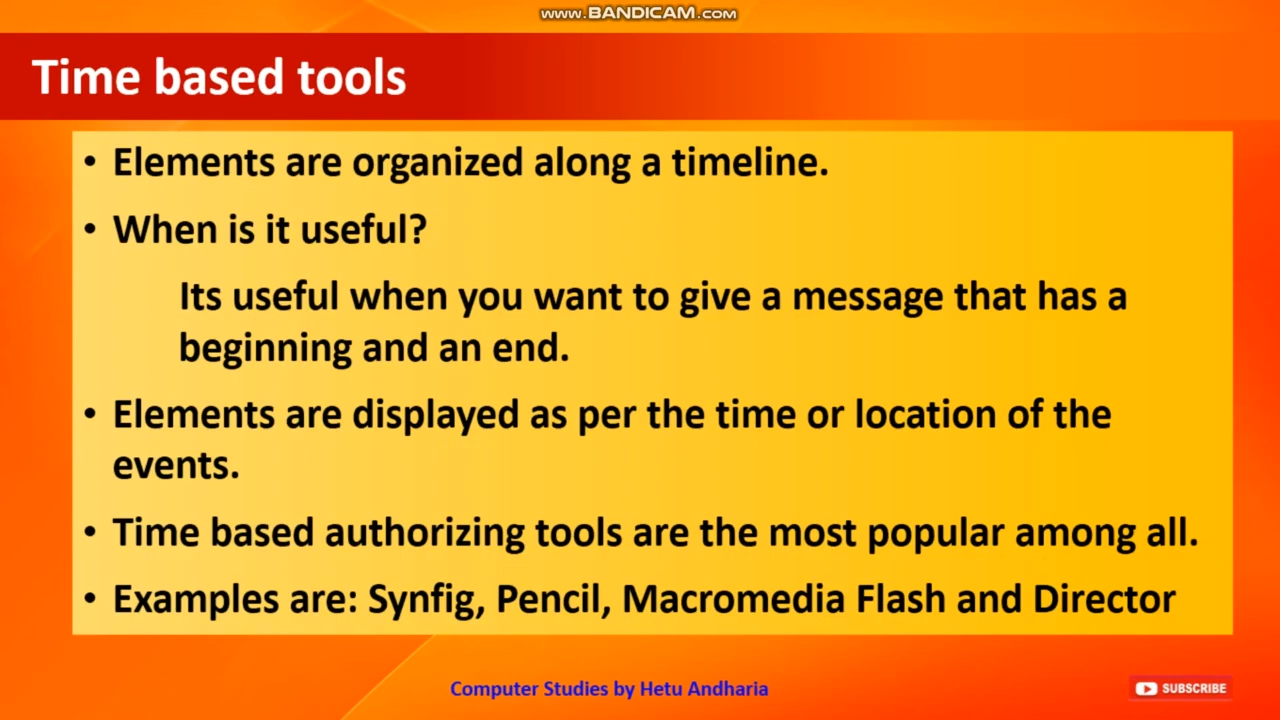 www.BANDICAM.com
Time based tools
• Elements are organized along a timeline.
• When is it useful?
Its useful when you want to give a message that has a
beginning and an end.
• Elements are displayed as per the time or location of the
events.
• Time based authorizing tools are the most popular among all.
• Examples are: Synfig, Pencil, Macromedia Flash and Director
Computer Studies by Hetu Andharia
SUBSCRIBE